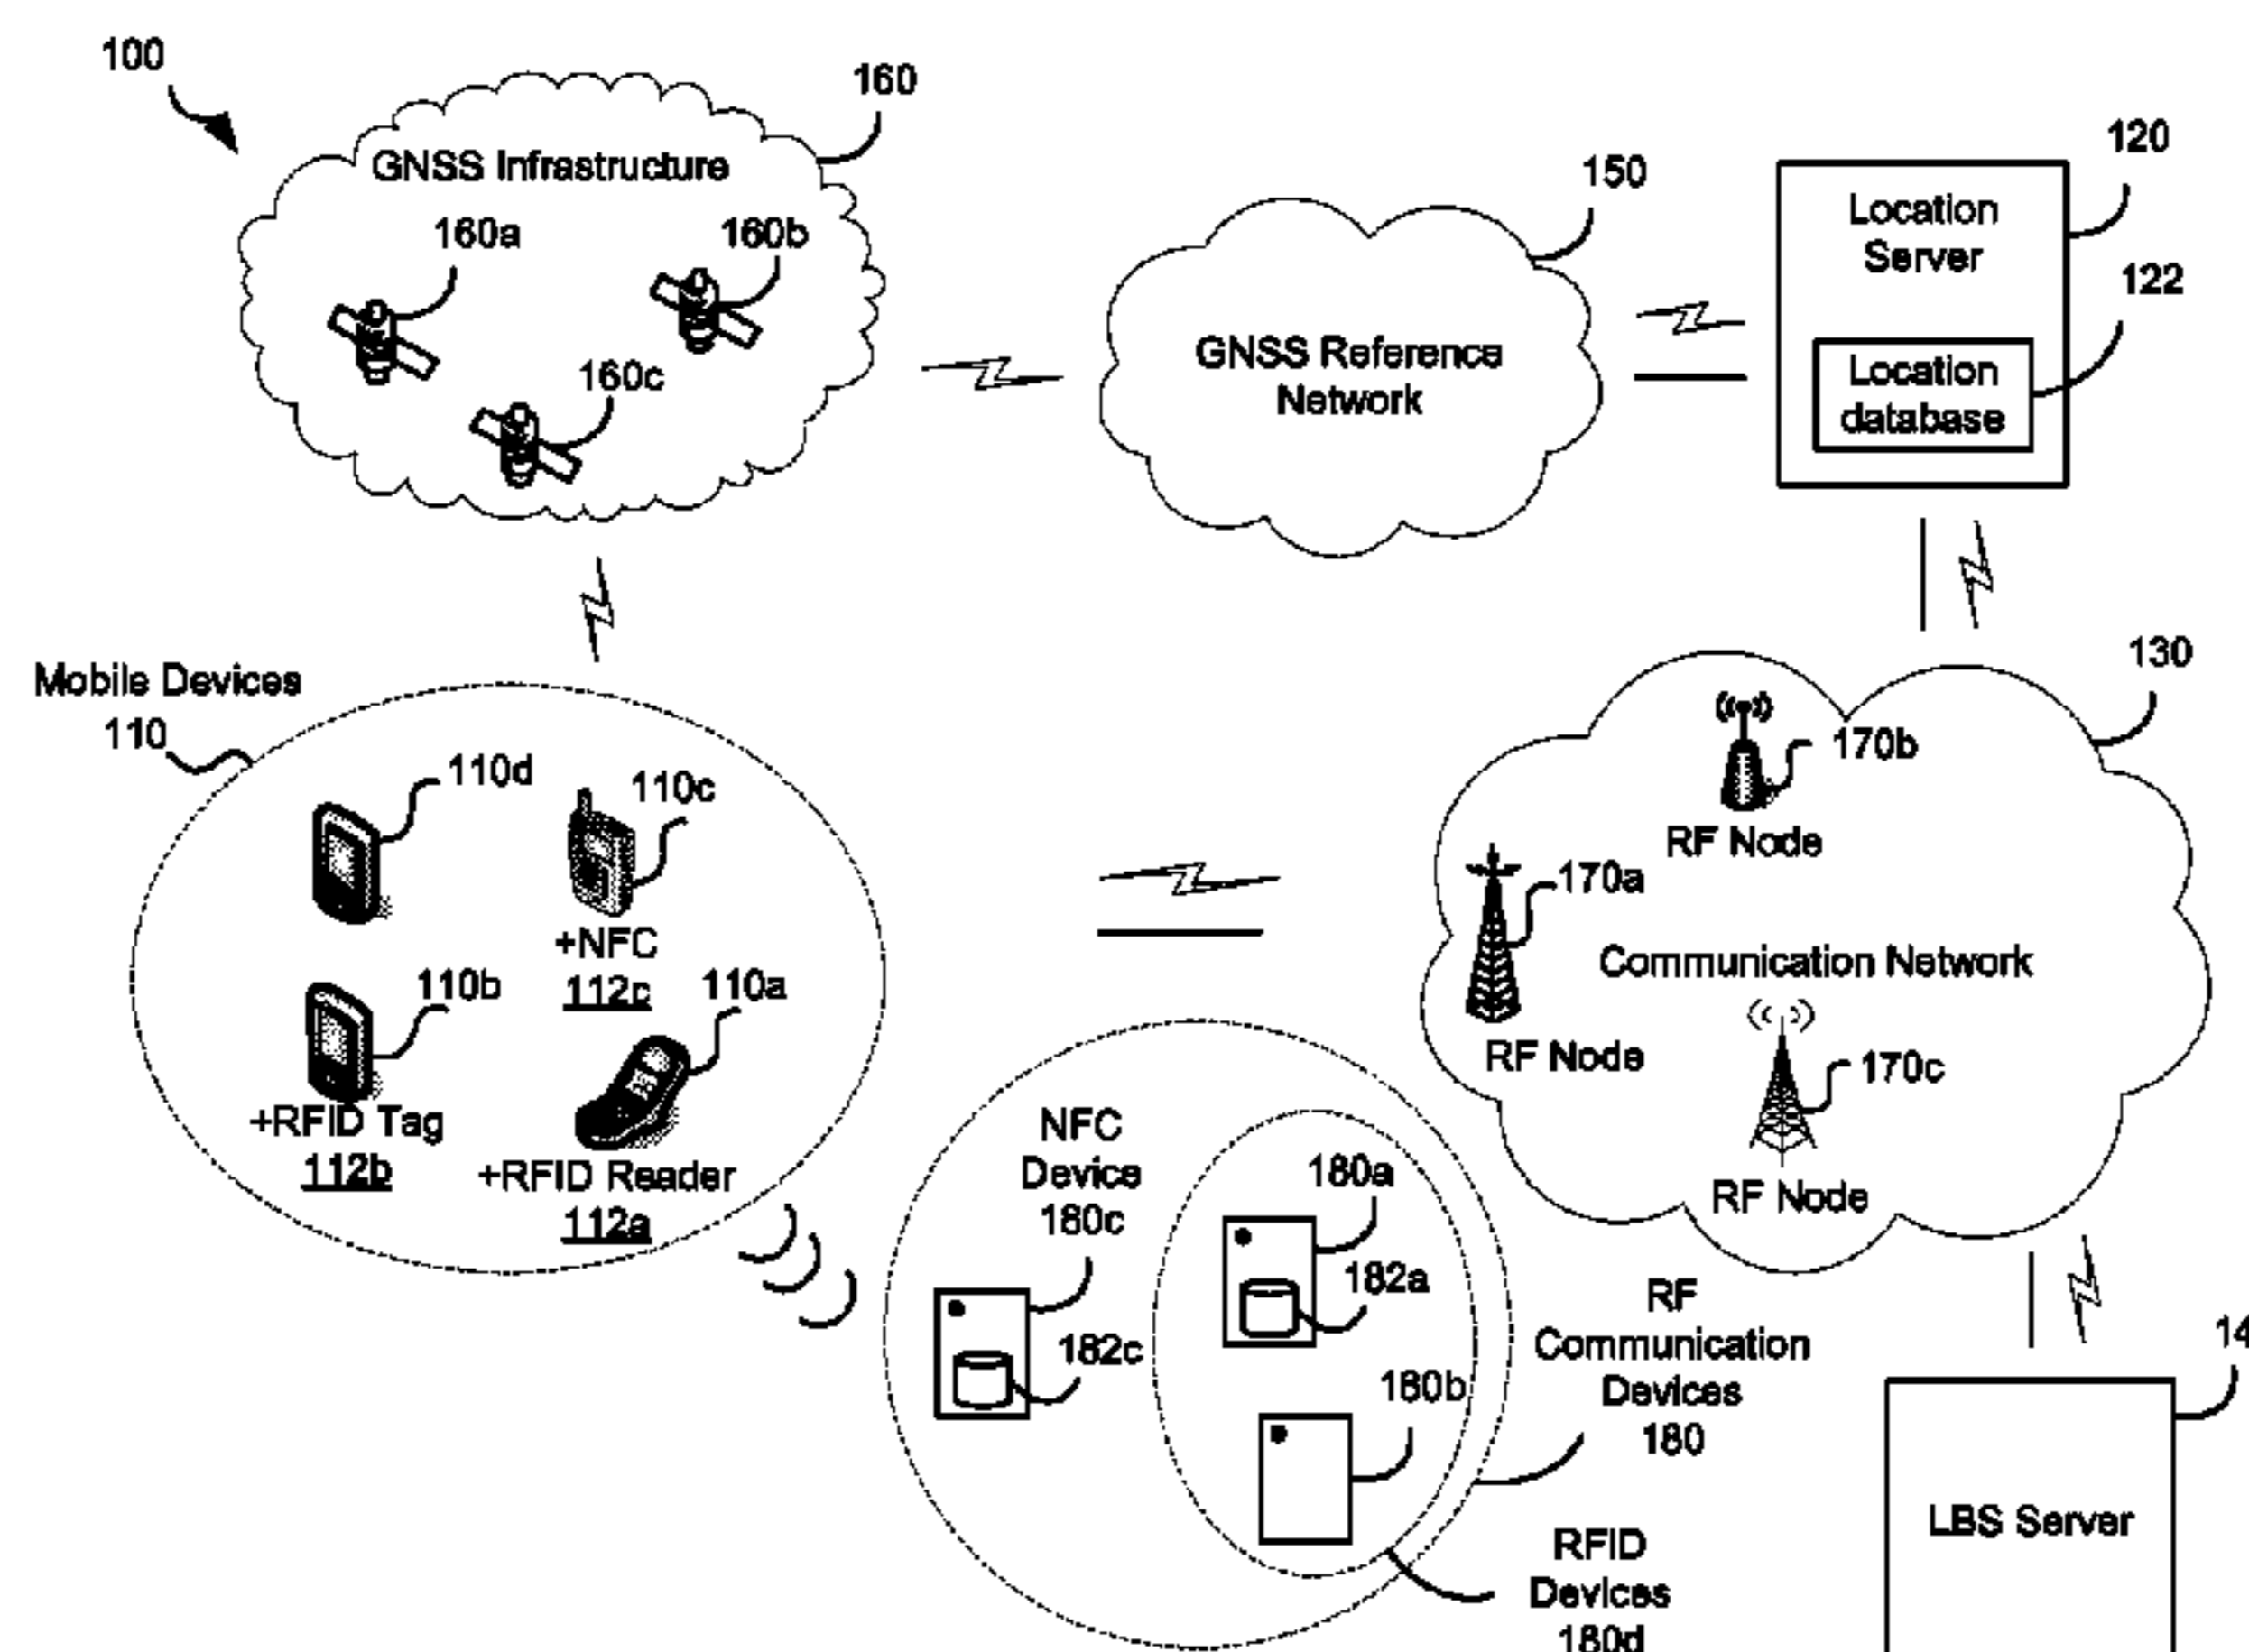 100
160
GNSS Infrastructure
160a
160b
160c
150
GNSS Reference
Network
120
Location
Server
122
Location
database
Mobile Devices
110
110d
110c
+NFC
112c
110b
110a
+RFID Tag
112b
+RFID Reader
112a
130
170b
RF Node
170a
Communication Network
RF Node
170c
RF Node
NFC
Device
180c
180a
182a
182c
180b
RF
Communication
Devices
180
RFID
Devices
180d
14
LBS Server